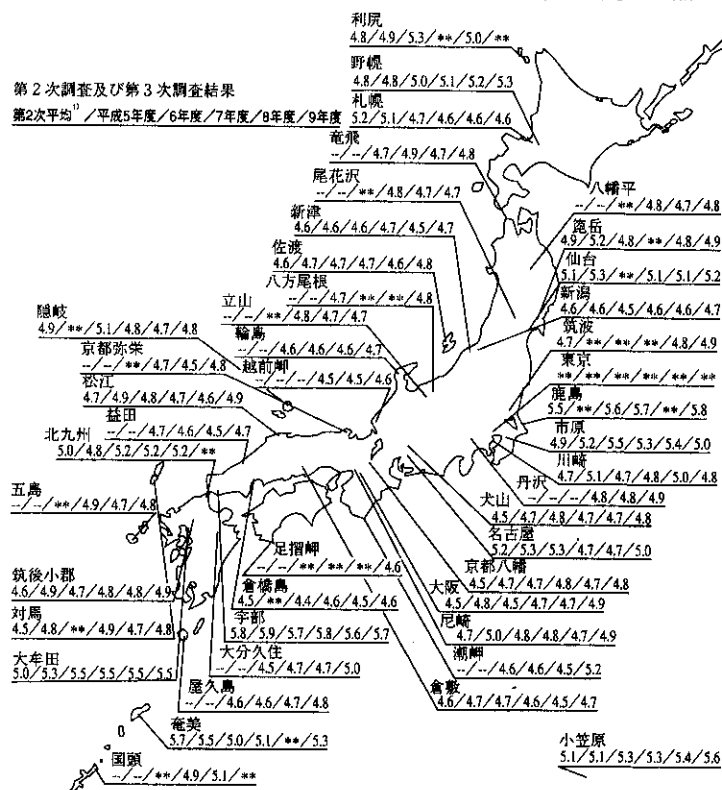 利尻
4.8/4.9/5.3/**/5.0/**
野幌
4.8/4.8/5.0/5.1/5.2/5.3
札幌
5.2/5.1/4.7/4.6/4.6/4.6
第2次調査及び第3次調査結果
第2次平均1)/平成5年度/6年度/7年度/8年度/9年度
竜飛
--/--/4.7/4.9/4.7/4.8
尾花沢
--/--/**/4.8/4.7/4.7
新津
4.6/4.6/4.6/4.7/4.5/4.7
佐渡
4.6/4.7/4.7/4.7/4.6/4.8
八方尾根
--/--/4.7/**/**/4.8
立山
--/--/**/4.8/4.7/4.7
輪島
--/--/4.6/4.6/4.6/4.7
越前岬
--/--/--/4.5/4.5/4.6
隠岐
4.9/**/5.1/4.8/4.7/4.8
京都弥栄
--/--/**/4.7/4.5/4.8
松江
4.7/4.9/4.8/4.7/4.6/4.9
益田
--/--/4.7/4.6/4.5/4.7
北九州
5.0/4.8/5.2/5.2/5.2/**
五島
--/--/**/4.9/4.7/4.8
筑後小郡
4.6/4.9/4.7/4.8/4.8/4.9
対馬
4.5/4.8/**/4.9/4.7/4.8
大牟田
5.0/5.3/5.5/5.5/5.5/5.5
八幡平
--/--/**/4.8/4.7/4.8
箆岳
4.9/5.2/4.8/**/4.8/4.9
仙台
5.1/5.3/**/5.1/5.1/5.2
新潟
4.6/4.6/4.5/4.6/4.6/4.7
筑波
4.7/**/**/**/4.8/4.9
東京
**/**/**/**/**/**
鹿島
5.5/**/5.6/5.7/**/5.8
市原
4.9/5.2/5.5/5.3/5.4/5.0
川崎
4.7/5.1/4.7/4.8/5.0/4.8
丹沢
--/--/--/4.8/4.8/4.9
犬山
4.5/4.7/4.8/4.7/4.7/4.8
名古屋
5.2/5.3/5.3/4.7/4.7/5.0
京都八幡
4.5/4.7/4.7/4.8/4.7/4.8
大阪
4.5/4.8/4.5/4.7/4.7/4.9
尼崎
4.7/5.0/4.8/4.8/4.7/4.9
潮岬
--/--/4.6/4.6/4.5/5.2
倉敷
4.6/4.7/4.7/4.6/4.5/4.7
足摺岬
--/--/**/**/**/4.6
倉橋島
4.5/**/4.4/4.6/4.5/4.6
宇部
5.8/5.9/5.7/5.8/5.6/5.7
大分久住
--/--/4.5/4.7/4.7/5.0
屋久島
--/--/4.6/4.6/4.7/4.8
奄美
5.7/5.5/5.0/5.1/**/5.3
国頭
--/--/**/4.9/5.1/**
小笠原
5.1/5.1/5.3/5.3/5.4/5.6